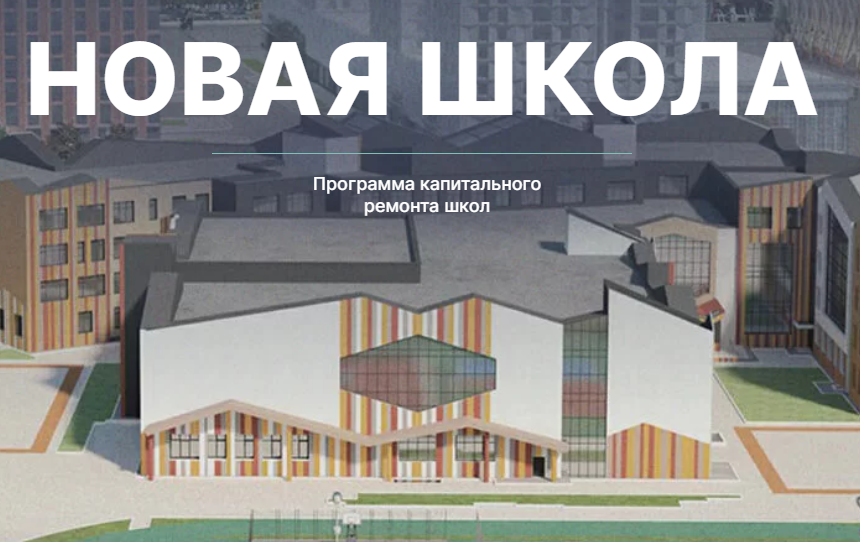 НОВАЯ ШКОЛА
Программа капитального
ремонта школ